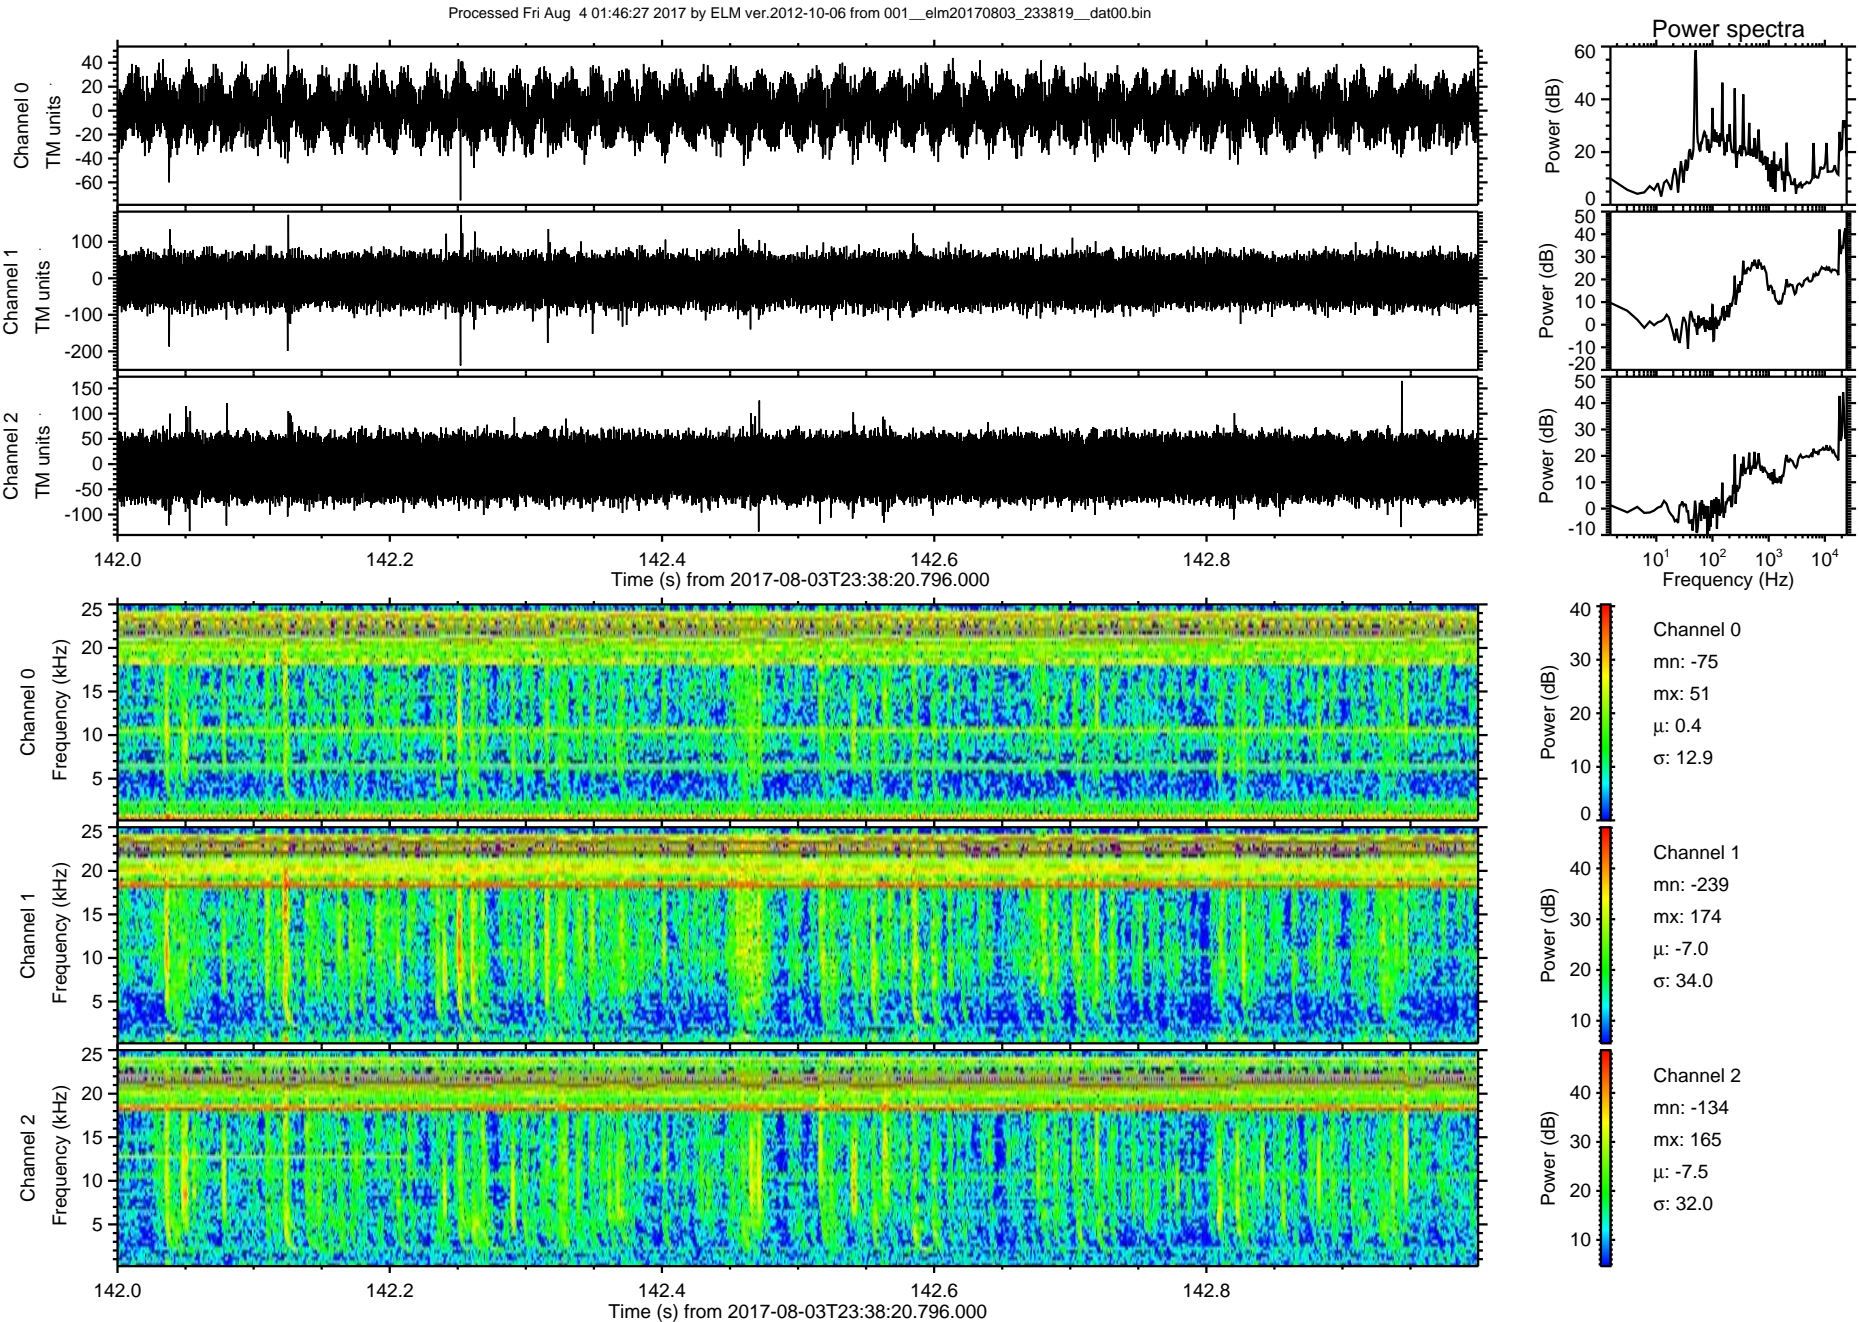 Processed Fri Aug  4 01:46:27 2017 by ELM ver.2012-10-06 from 001__elm20170803_233819__dat00.bin
Power spectra
Channel 0
TM units
40
20
0
-20
-40
-60
Power (dB)
60
40
20
0
Channel 1
TM units
100
0
-100
-200
Power (dB)
50
40
30
20
10
0
-10
-20
Channel 2
TM units
150
100
50
0
-50
-100
Power (dB)
50
40
30
20
10
0
-10
142.0 142.2 142.4 142.6 142.8
Time (s) from 2017-08-03T23:38:20.796.000
10^1 10^2 10^3 10^4
Frequency (Hz)
Channel 0
Frequency (kHz)
25
20
15
10
5
Power (dB)
40
30
20
10
0
Channel 0
mn: -75
mx: 51
μ: 0.4
σ: 12.9
Channel 1
Frequency (kHz)
25
20
15
10
5
Power (dB)
40
30
20
10
Channel 1
mn: -239
mx: 174
μ: -7.0
σ: 34.0
Channel 2
Frequency (kHz)
25
20
15
10
5
Power (dB)
40
30
20
10
Channel 2
mn: -134
mx: 165
μ: -7.5
σ: 32.0
142.0 142.2 142.4 142.6 142.8
Time (s) from 2017-08-03T23:38:20.796.000